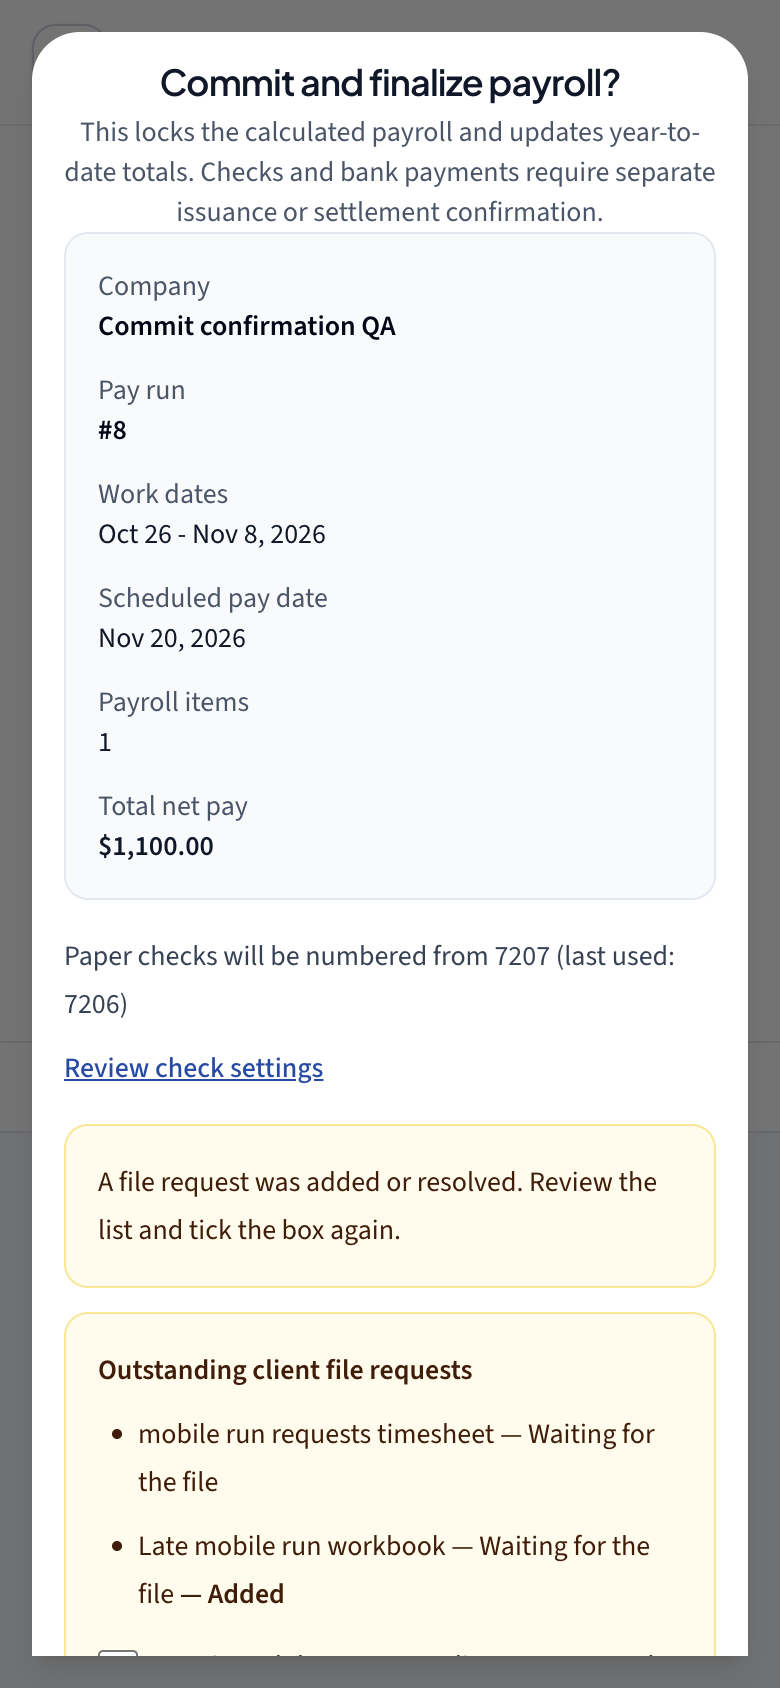 Commit and finalize payroll?
This locks the calculated payroll and updates year-to-
date totals. Checks and bank payments require separate
issuance or settlement confirmation.
Company
Commit confirmation QA
Pay run
#8
Work dates
Oct 26 - Nov 8, 2026
Scheduled pay date
Nov 20, 2026
Payroll items
1
Total net pay
$1,100.00
Paper checks will be numbered from 7207 (last used:
7206)
Review check settings
A file request was added or resolved. Review the
list and tick the box again.
Outstanding client file requests
• mobile run requests timesheet — Waiting for
the file
• Late mobile run workbook — Waiting for the
file — Added